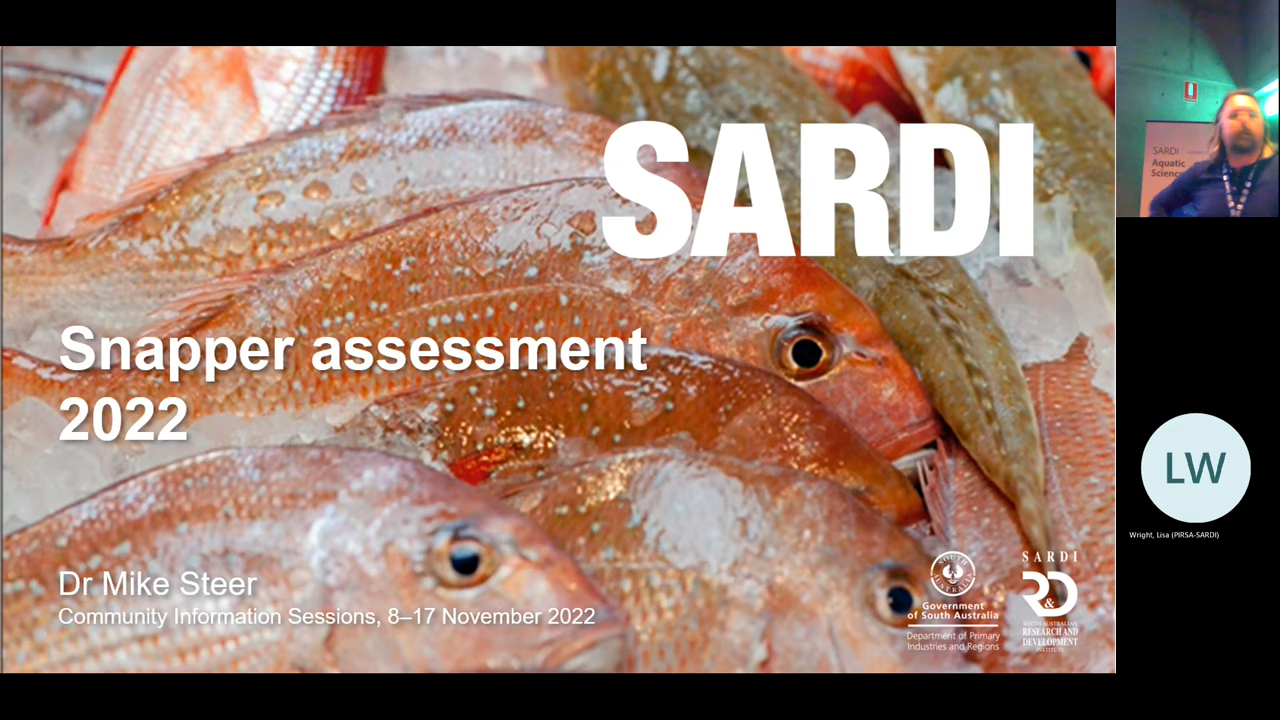 SARDI
Snapper assessment
2022
Dr Mike Steer
Community Information Sessions, 8–17 November 2022
Government
of South Australia
Department of Primary
Industries and Regions
SARDI
R&D
SOUTH AUSTRALIAN
RESEARCH AND
DEVELOPMENT
INSTITUTE
SARDI
Aquatic
Scienc
LW
Wright, Lisa (PIRSA-SARDI)